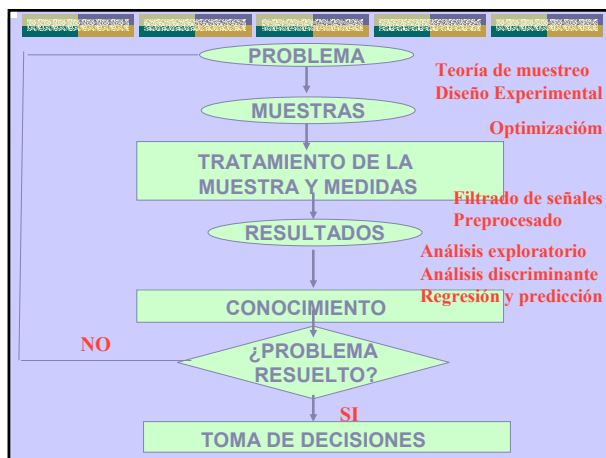 PROBLEMA
Teoría de muestreo
Diseño Experimental
MUESTRAS
Optimizacióm
TRATAMIENTO DE LA
MUESTRA Y MEDIDAS
Filtrado de señales
Preprocesado
RESULTADOS
Análisis exploratorio
Análisis discriminante
Regresión y predicción
CONOCIMIENTO
NO
¿PROBLEMA
RESUELTO?
SI
TOMA DE DECISIONES